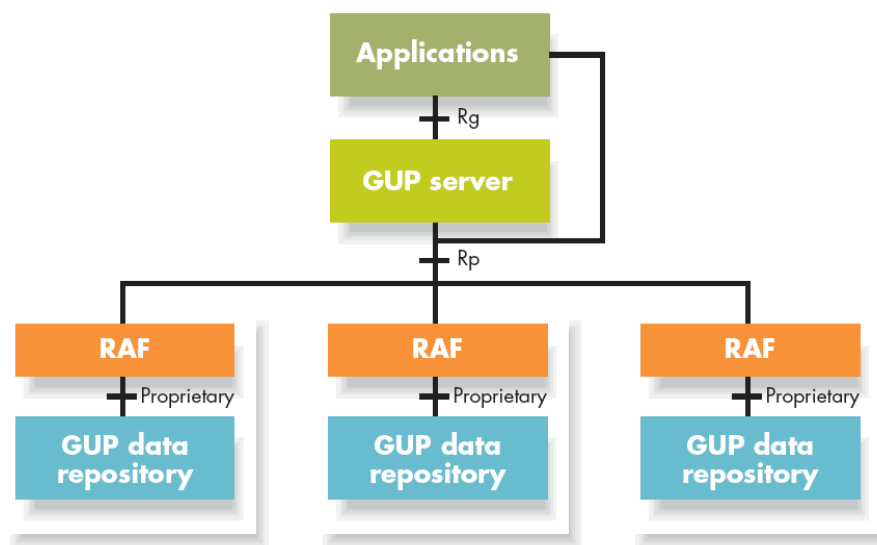 Applications
Rg
GUP server
Rp
RAF
RAF
RAF
Proprietary
Proprietary
Proprietary
GUP data
repository
GUP data
repository
GUP data
repository